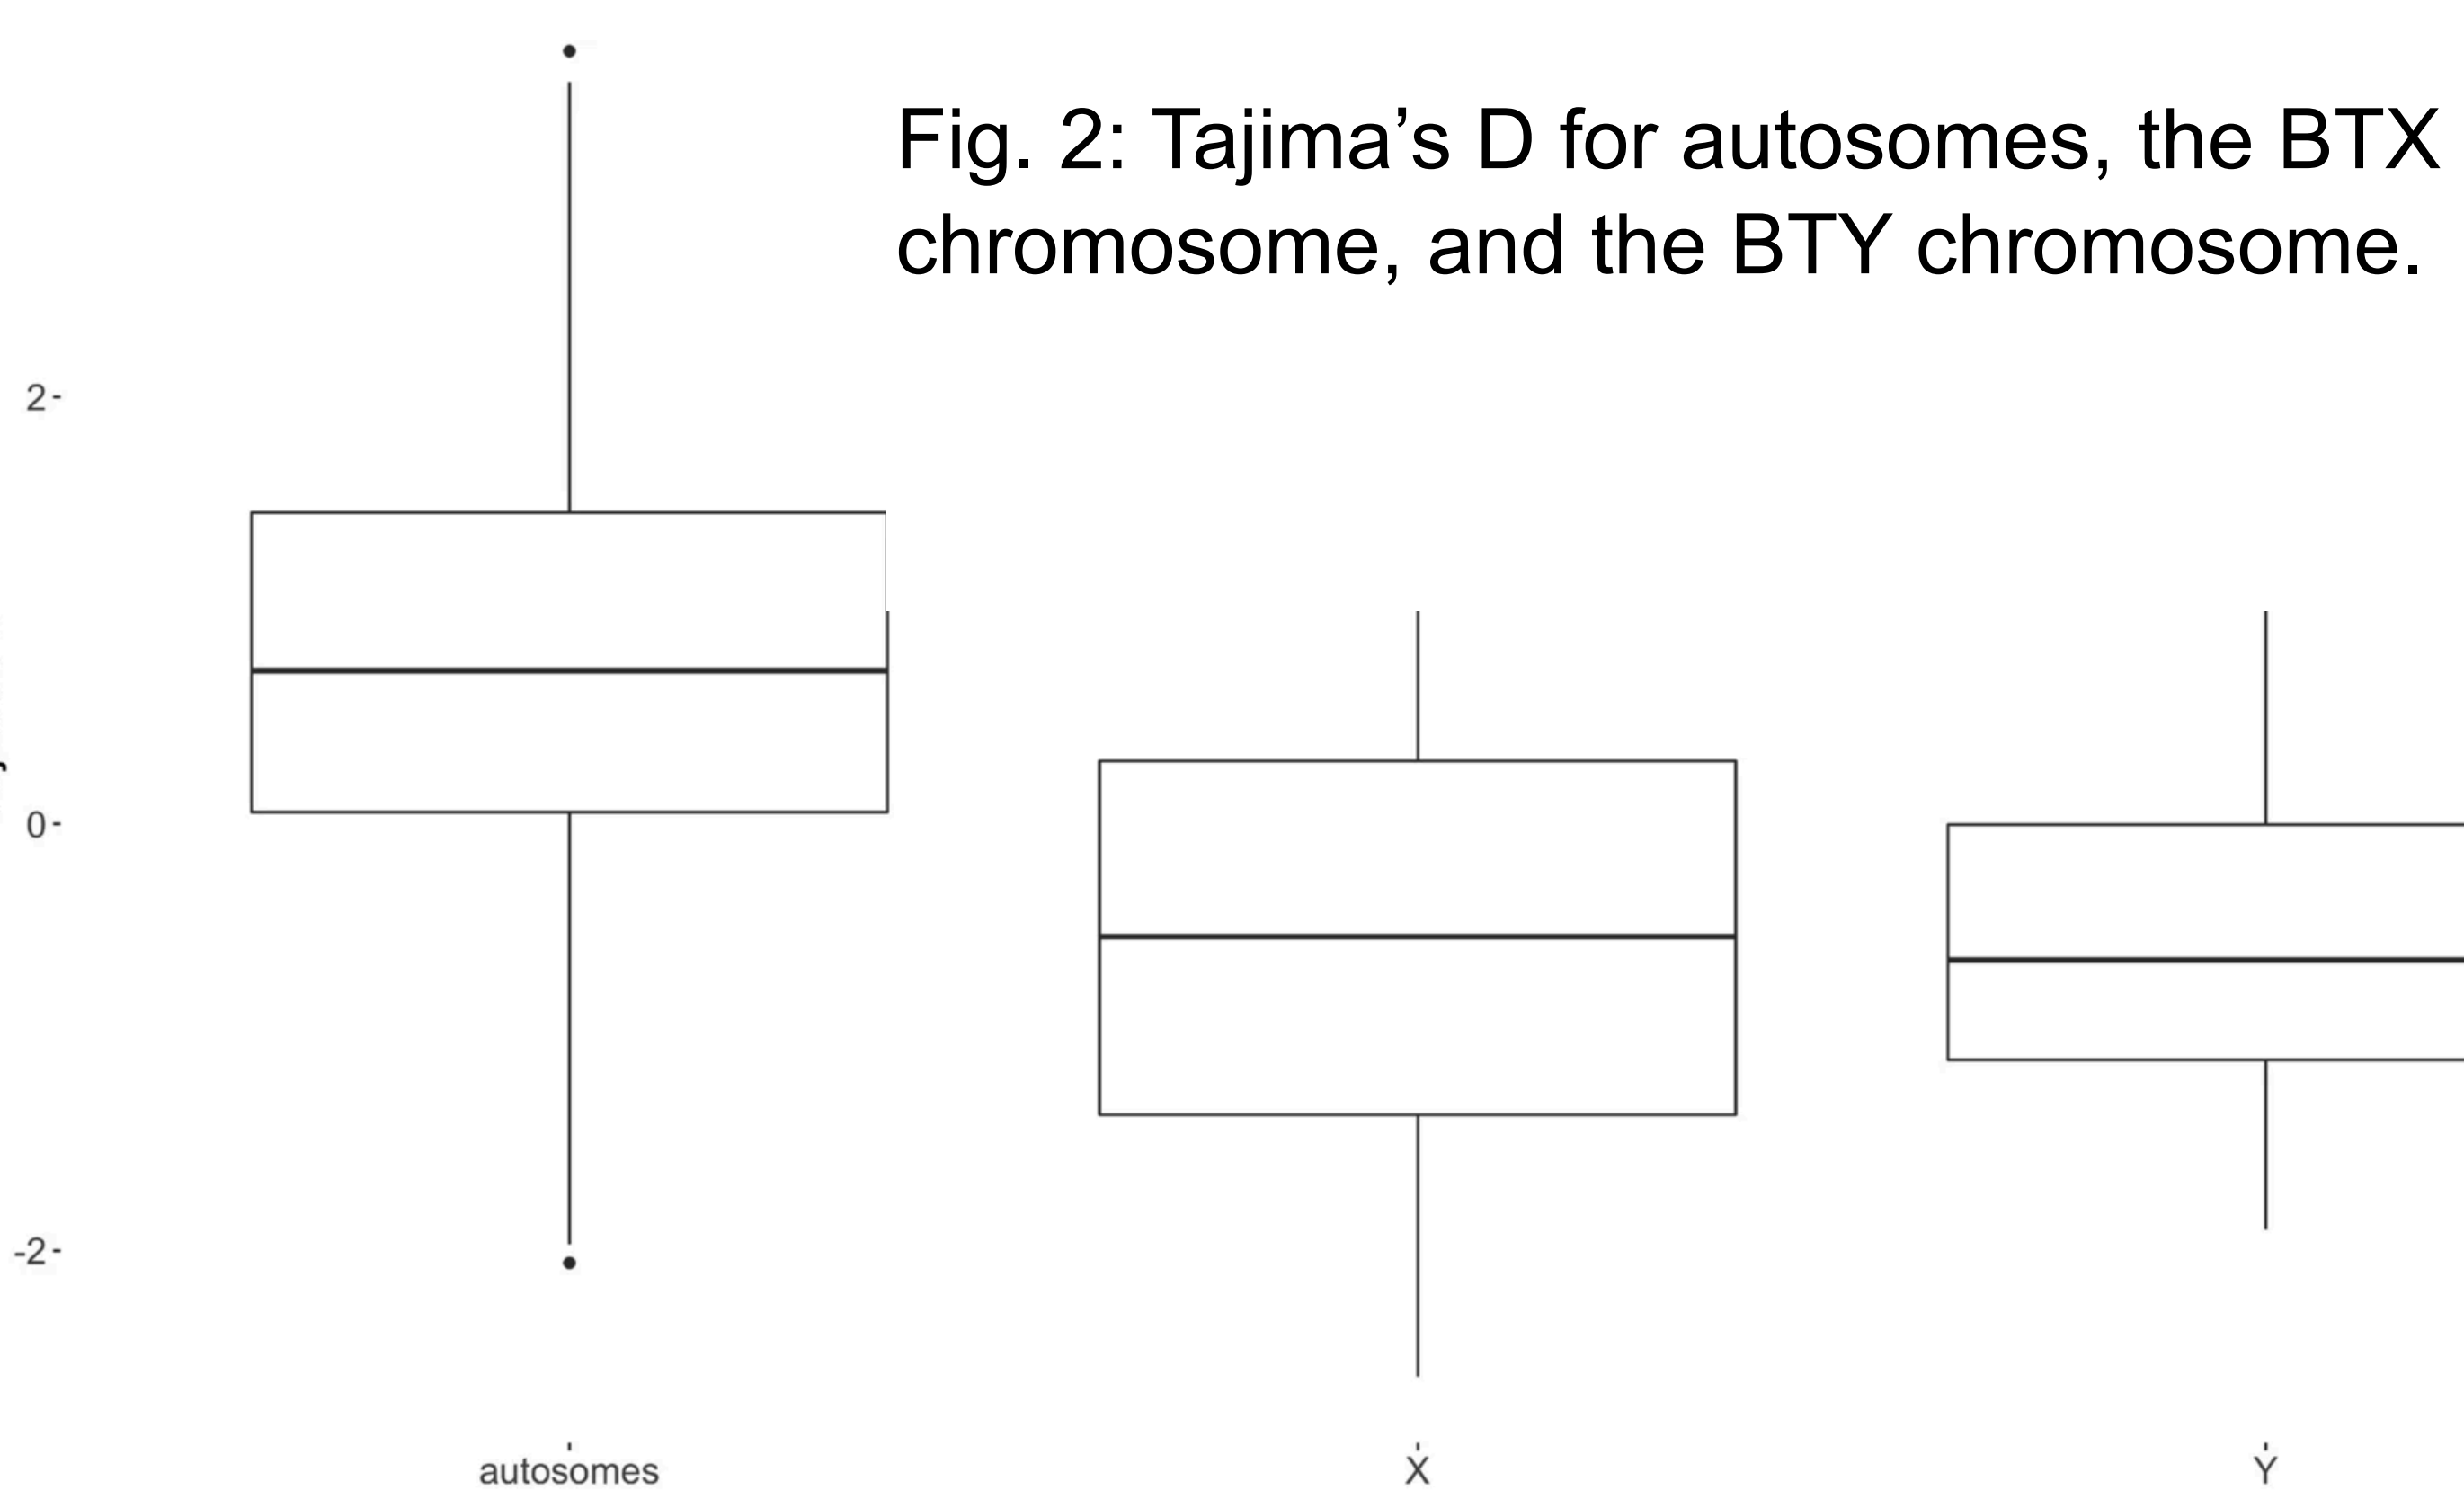 Fig. 2: Tajima’s D for autosomes, the BTX
chromosome, and the BTY chromosome.
2
0
-2
autosomes
X
Y